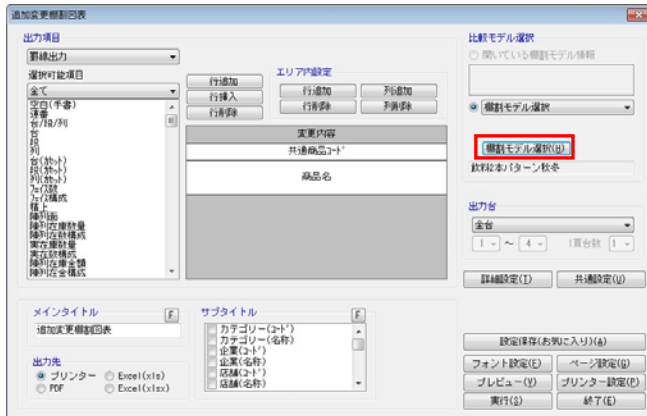 追加変更棚割図表
出力項目
罫線出力
選択可能項目
全て
空白(手書)
連番
台/段/列
台
段
列
台(カセット)
段(カセット)
列(カセット)
フェイス数
フェイス構成
積上
陳列面
陳列在庫数量
陳列在数構成
実在庫数量
実在数構成
陳列在庫金額
陳列在金構成
行追加
行挿入
行削除
エリア内設定
行追加
列追加
行削除
列削除
変更内容
共通商品コード
商品名
比較モデル選択
開いている棚割モデル情報
棚割モデル選択
棚割モデル選択(H)
飲料2本パターン秋冬
出力台
全台
1 ~ 4 1頁台数 1
詳細設定(T)
共通設定(U)
メインタイトル
F
追加変更棚割図表
サブタイトル
F
カテゴリー(コード)
カテゴリー(名称)
企業(コード)
企業(名称)
店舗(コード)
店舗(名称)
出力先
プリンター
Excel(xls)
PDF
Excel(xlsx)
設定保存(お気に入り)(A)
フォント設定(E)
ページ設定(G)
プレビュー(V)
プリンター設定(P)
実行(S)
終了(E)